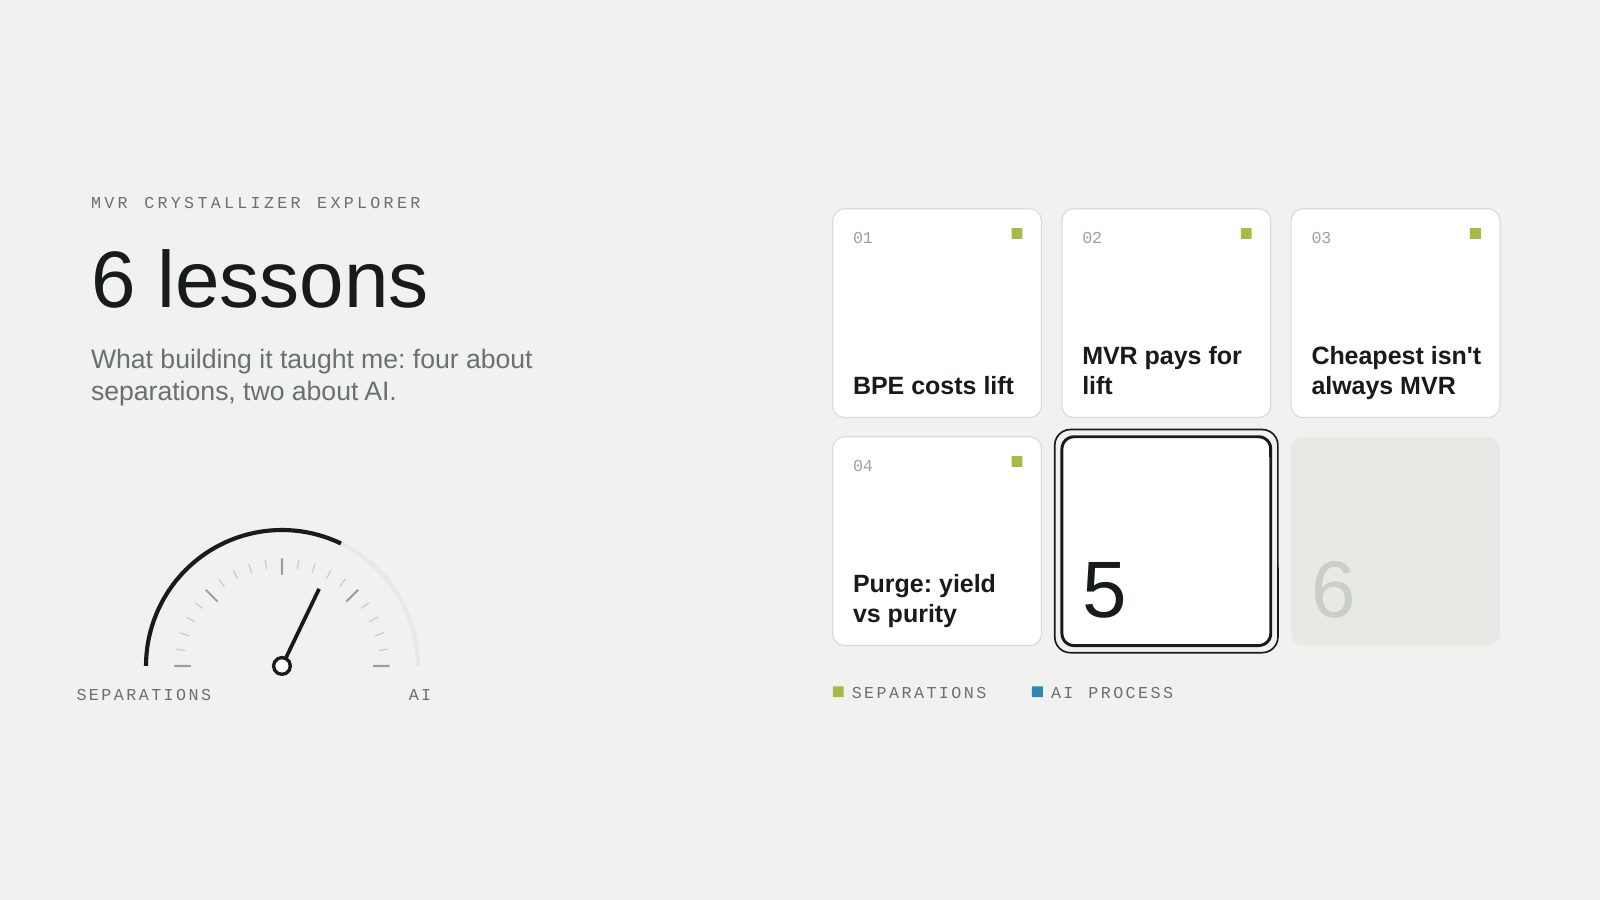 MVR CRYSTALLIZER EXPLORER
6 lessons
What building it taught me: four about
separations, two about AI.
SEPARATIONS
AI
01
BPE costs lift
02
MVR pays for
lift
03
Cheapest isn't
always MVR
04
Purge: yield
vs purity
5
6
SEPARATIONS
AI PROCESS